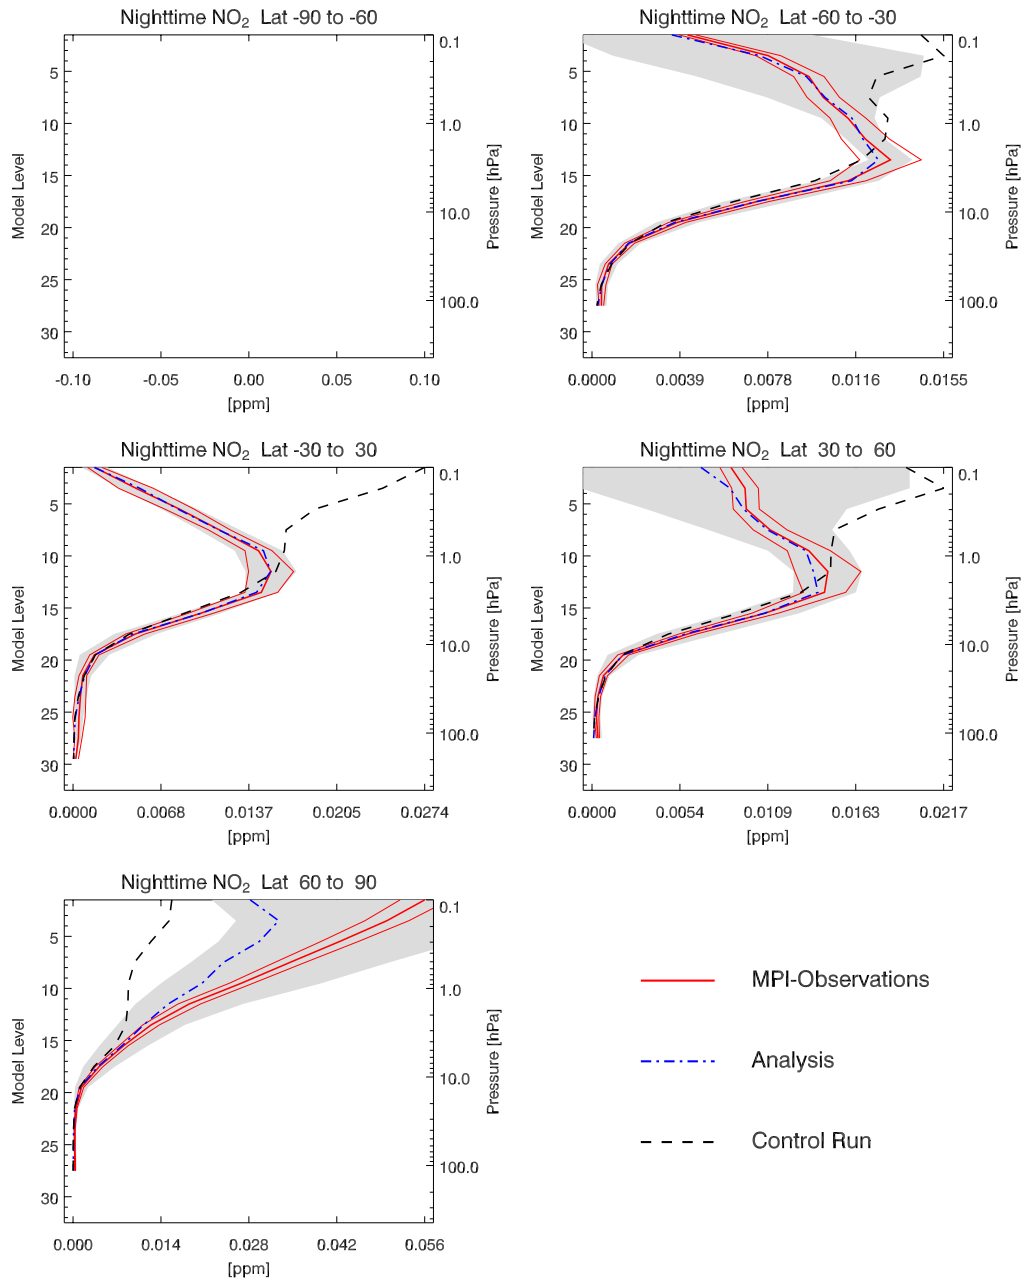 Nighttime NO2 Lat -90 to -60
5
10
15
20
25
30
Model Level
0.1
1.0
10.0
100.0
Pressure [hPa]
-0.10 -0.05 0.00 0.05 0.10
[ppm]
Nighttime NO2 Lat -60 to -30
5
10
15
20
25
30
Model Level
0.1
1.0
10.0
100.0
Pressure [hPa]
0.0000 0.0039 0.0078 0.0116 0.0155
[ppm]
Nighttime NO2 Lat -30 to 30
5
10
15
20
25
30
Model Level
0.1
1.0
10.0
100.0
Pressure [hPa]
0.0000 0.0068 0.0137 0.0205 0.0274
[ppm]
Nighttime NO2 Lat 30 to 60
5
10
15
20
25
30
Model Level
0.1
1.0
10.0
100.0
Pressure [hPa]
0.0000 0.0054 0.0109 0.0163 0.0217
[ppm]
Nighttime NO2 Lat 60 to 90
5
10
15
20
25
30
Model Level
0.1
1.0
10.0
100.0
Pressure [hPa]
0.000 0.014 0.028 0.042 0.056
[ppm]
MPI-Observations
Analysis
Control Run